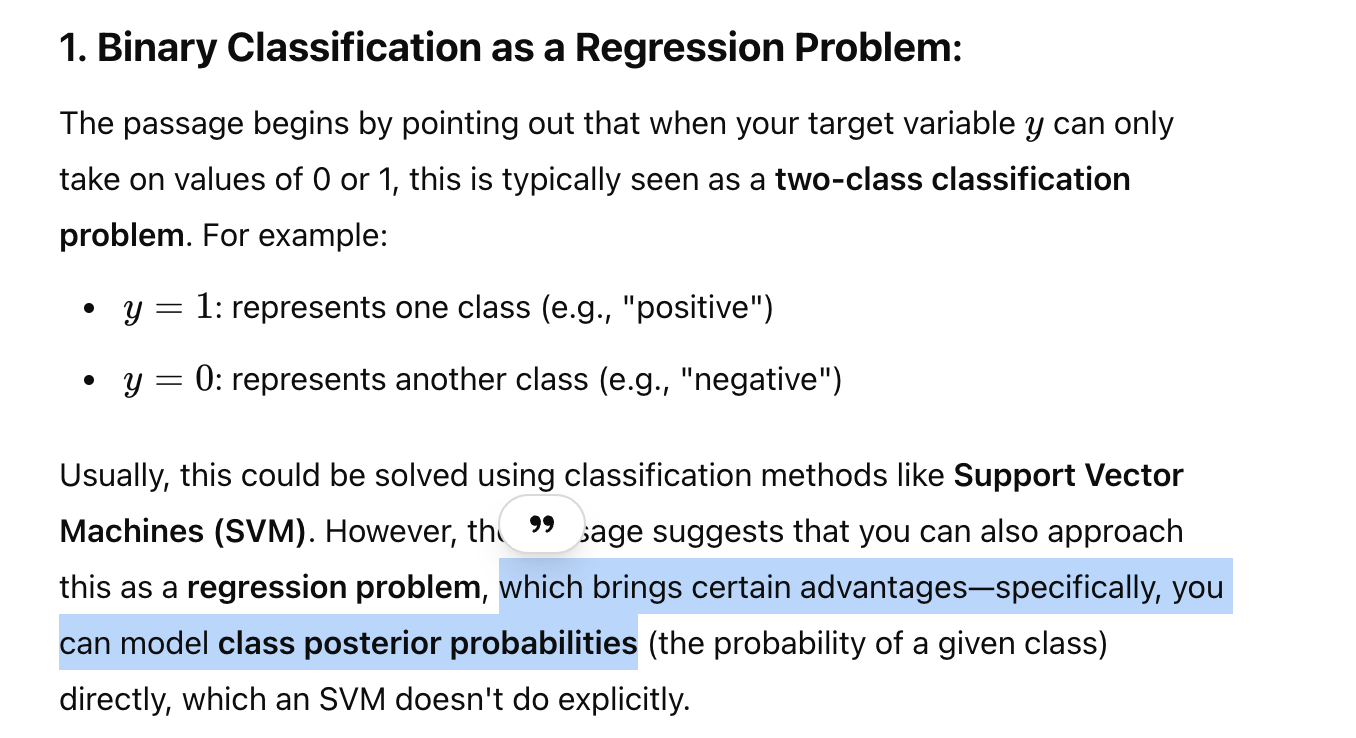 1. Binary Classification as a Regression Problem:
The passage begins by pointing out that when your target variable y can only
take on values of 0 or 1, this is typically seen as a two-class classification
problem. For example:
• y = 1: represents one class (e.g., "positive")
• y = 0: represents another class (e.g., "negative")
Usually, this could be solved using classification methods like Support Vector
Machines (SVM). However, suggests that you can also approach
this as a regression problem, which brings certain advantages—specifically, you
can model class posterior probabilities (the probability of a given class)
directly, which an SVM doesn't do explicitly.